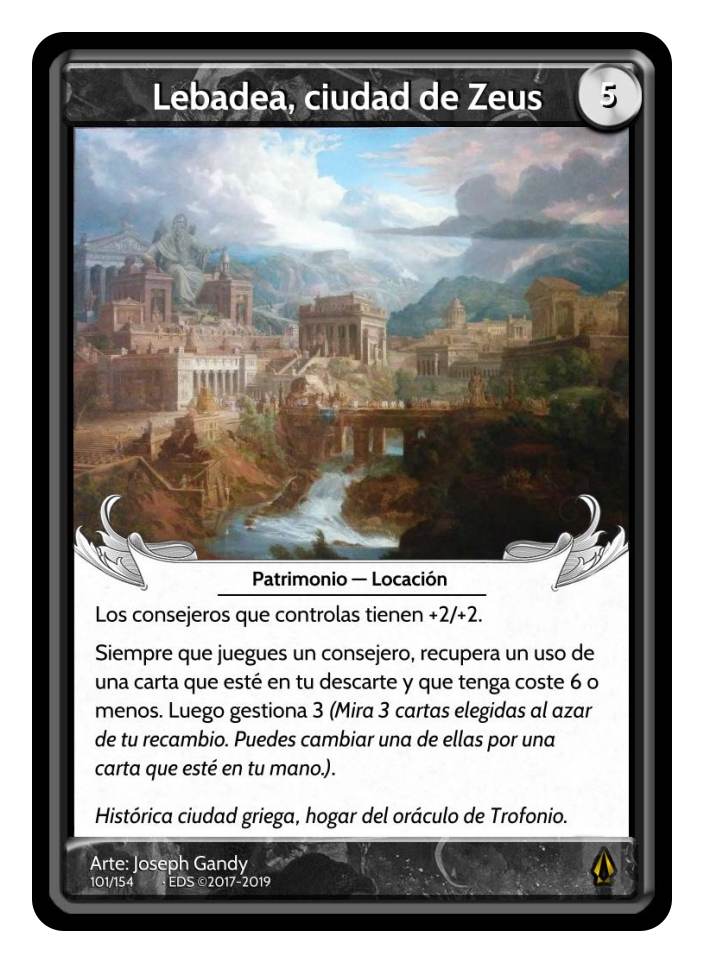 Lebadea, ciudad de Zeus
5
Patrimonio — Locación
Los consejeros que controlas tienen +2/+2.
Siempre que juegues un consejero, recupera un uso de
una carta que esté en tu descarte y que tenga coste 6 o
menos. Luego gestiona 3 (Mira 3 cartas elegidas al azar
de tu recambio. Puedes cambiar una de ellas por una
carta que esté en tu mano.).
Histórica ciudad griega, hogar del oráculo de Trofonio.
Arte: Joseph Gandy
101/154 · EDS ©2017-2019